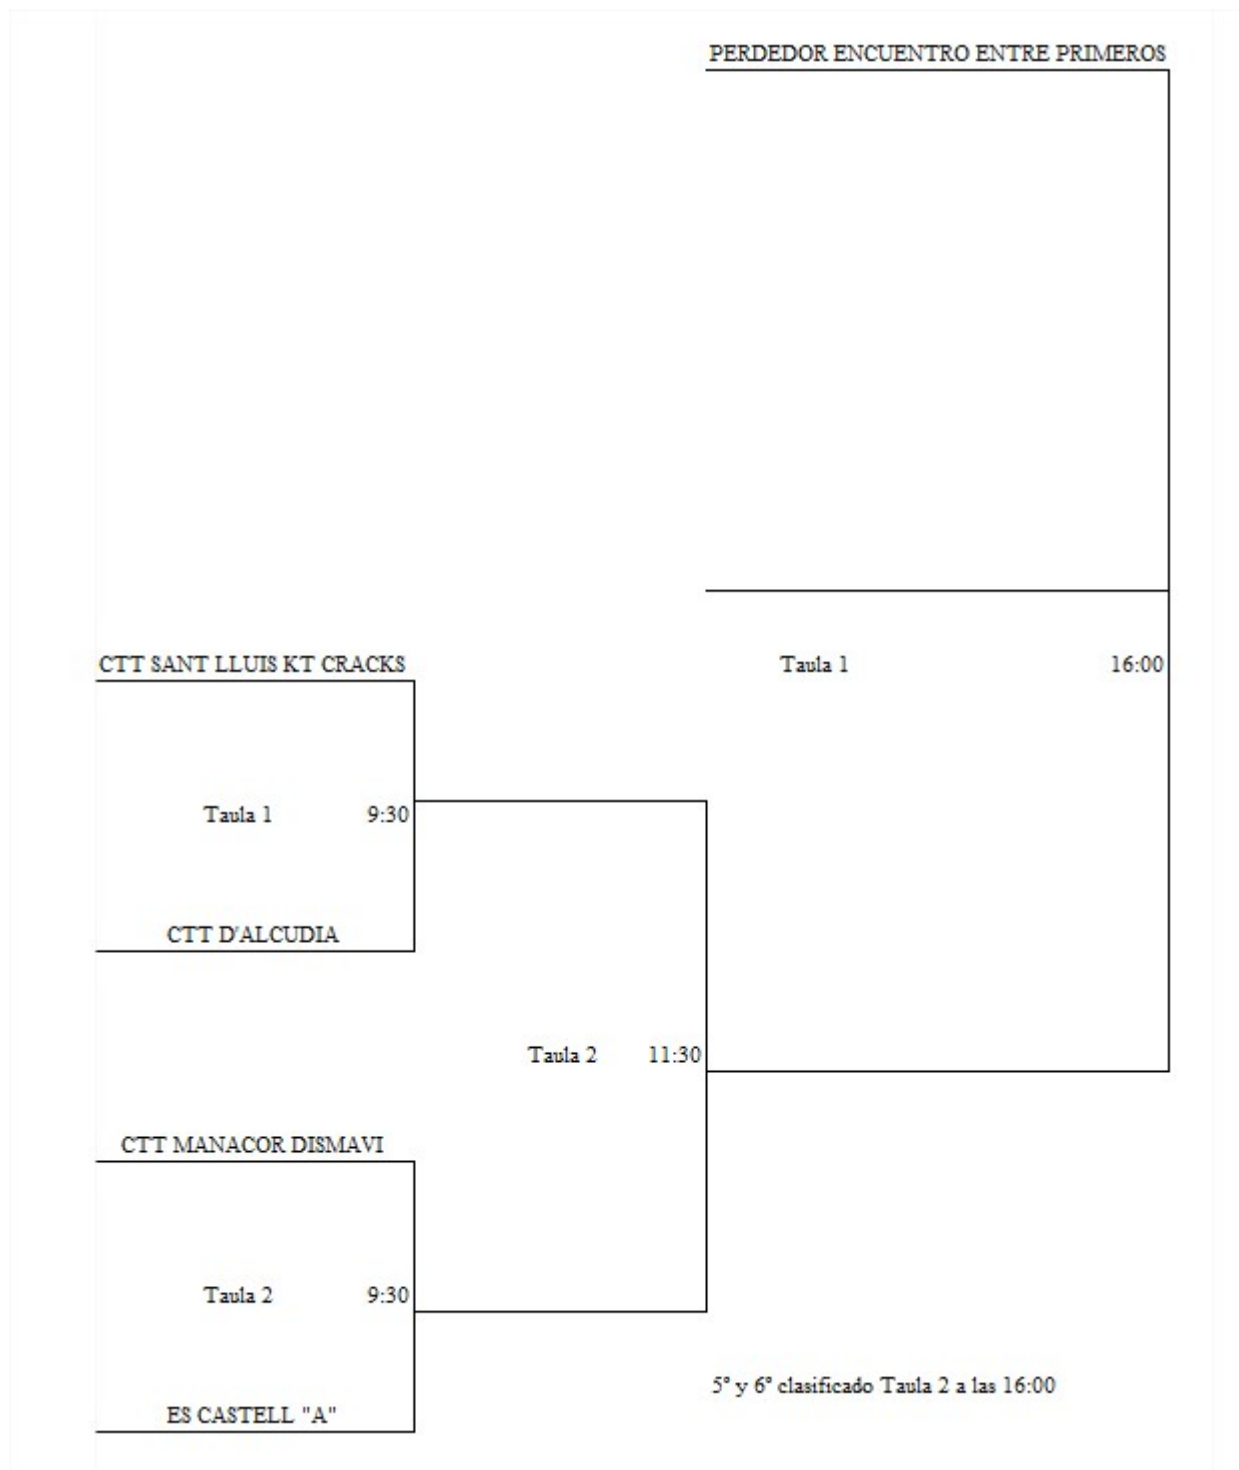 PERDEDOR ENCUENTRO ENTRE PRIMEROS
CTT SANT LLUIS KT CRACKS
Taula 1 16:00
Taula 1 9:30
CTT D'ALCUDIA
Taula 2 11:30
CTT MANACOR DISMAVI
Taula 2 9:30
5º y 6º clasificado Taula 2 a las 16:00
ES CASTELL "A"